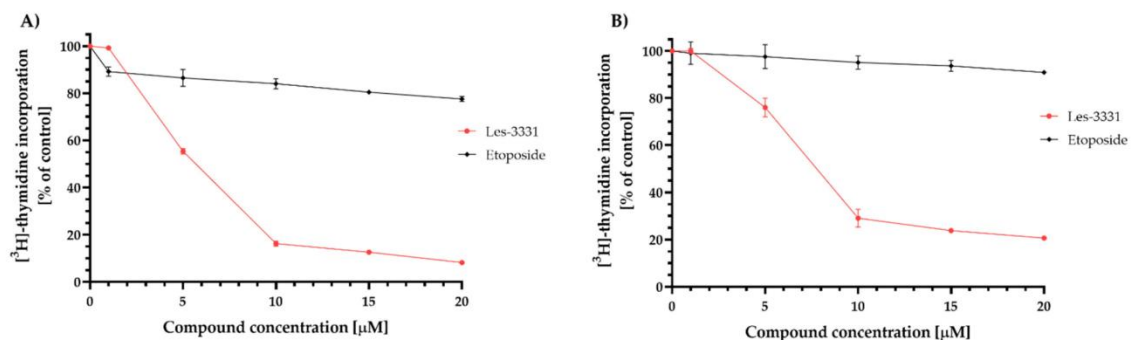 A)
100
80
60
40
20
0
[³H]-thymidine incorporation
[% of control]
0 5 10 15 20
Compound concentration [μM]
Les-3331
Etoposide
B)
100
80
60
40
20
0
[³H]-thymidine incorporation
[% of control]
0 5 10 15 20
Compound concentration [μM]
Les-3331
Etoposide